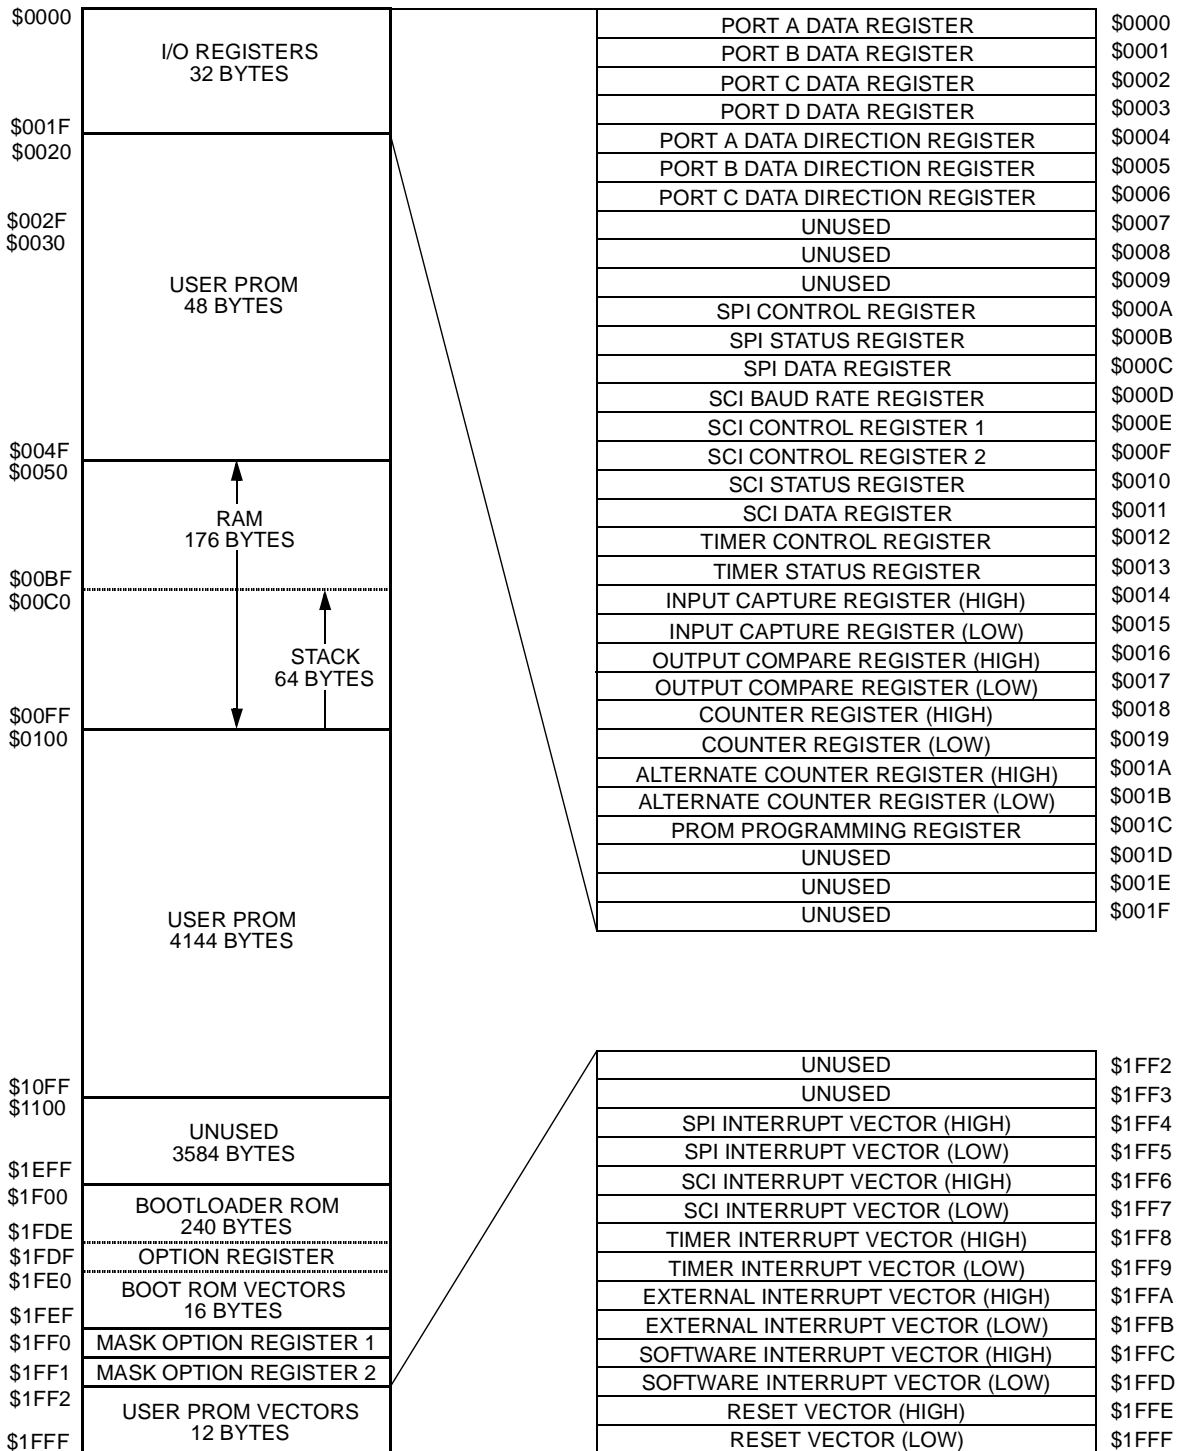 $0000
I/O REGISTERS
32 BYTES
$001F
$0020
$002F
$0030
USER PROM
48 BYTES
$004F
$0050
RAM
176 BYTES
$00BF
$00C0
STACK
64 BYTES
$00FF
$0100
USER PROM
4144 BYTES
$10FF
$1100
UNUSED
3584 BYTES
$1EFF
$1F00
BOOTLOADER ROM
240 BYTES
$1FDE
$1FDF OPTION REGISTER
$1FE0
BOOT ROM VECTORS
16 BYTES
$1FEF
$1FF0 MASK OPTION REGISTER 1
$1FF1 MASK OPTION REGISTER 2
$1FF2
USER PROM VECTORS
12 BYTES
$1FFF
PORT A DATA REGISTER $0000
PORT B DATA REGISTER $0001
PORT C DATA REGISTER $0002
PORT D DATA REGISTER $0003
PORT A DATA DIRECTION REGISTER $0004
PORT B DATA DIRECTION REGISTER $0005
PORT C DATA DIRECTION REGISTER $0006
UNUSED $0007
UNUSED $0008
UNUSED $0009
SPI CONTROL REGISTER $000A
SPI STATUS REGISTER $000B
SPI DATA REGISTER $000C
SCI BAUD RATE REGISTER $000D
SCI CONTROL REGISTER 1 $000E
SCI CONTROL REGISTER 2 $000F
SCI STATUS REGISTER $0010
SCI DATA REGISTER $0011
TIMER CONTROL REGISTER $0012
TIMER STATUS REGISTER $0013
INPUT CAPTURE REGISTER (HIGH) $0014
INPUT CAPTURE REGISTER (LOW) $0015
OUTPUT COMPARE REGISTER (HIGH) $0016
OUTPUT COMPARE REGISTER (LOW) $0017
COUNTER REGISTER (HIGH) $0018
COUNTER REGISTER (LOW) $0019
ALTERNATE COUNTER REGISTER (HIGH) $001A
ALTERNATE COUNTER REGISTER (LOW) $001B
PROM PROGRAMMING REGISTER $001C
UNUSED $001D
UNUSED $001E
UNUSED $001F
UNUSED $1FF2
UNUSED $1FF3
SPI INTERRUPT VECTOR (HIGH) $1FF4
SPI INTERRUPT VECTOR (LOW) $1FF5
SCI INTERRUPT VECTOR (HIGH) $1FF6
SCI INTERRUPT VECTOR (LOW) $1FF7
TIMER INTERRUPT VECTOR (HIGH) $1FF8
TIMER INTERRUPT VECTOR (LOW) $1FF9
EXTERNAL INTERRUPT VECTOR (HIGH) $1FFA
EXTERNAL INTERRUPT VECTOR (LOW) $1FFB
SOFTWARE INTERRUPT VECTOR (HIGH) $1FFC
SOFTWARE INTERRUPT VECTOR (LOW) $1FFD
RESET VECTOR (HIGH) $1FFE
RESET VECTOR (LOW) $1FFF